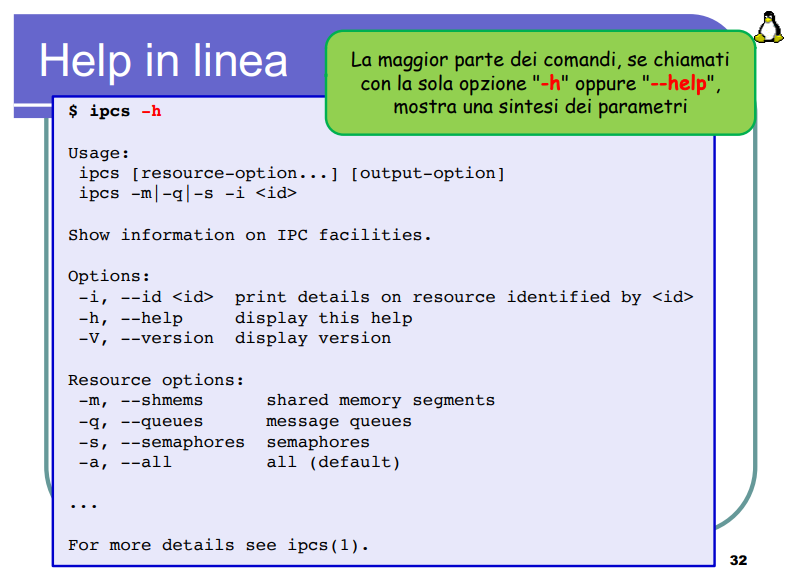 Help in linea
La maggior parte dei comandi, se chiamati
con la sola opzione "-h" oppure "--help",
mostra una sintesi dei parametri
$ ipcs -h
Usage:
ipcs [resource-option...] [output-option]
ipcs -m|-q|-s -i <id>
Show information on IPC facilities.
Options:
-i, --id <id>  print details on resource identified by <id>
-h, --help     display this help
-V, --version  display version
Resource options:
-m, --shmems      shared memory segments
-q, --queues      message queues
-s, --semaphores  semaphores
-a, --all         all (default)
...
For more details see ipcs(1).
32